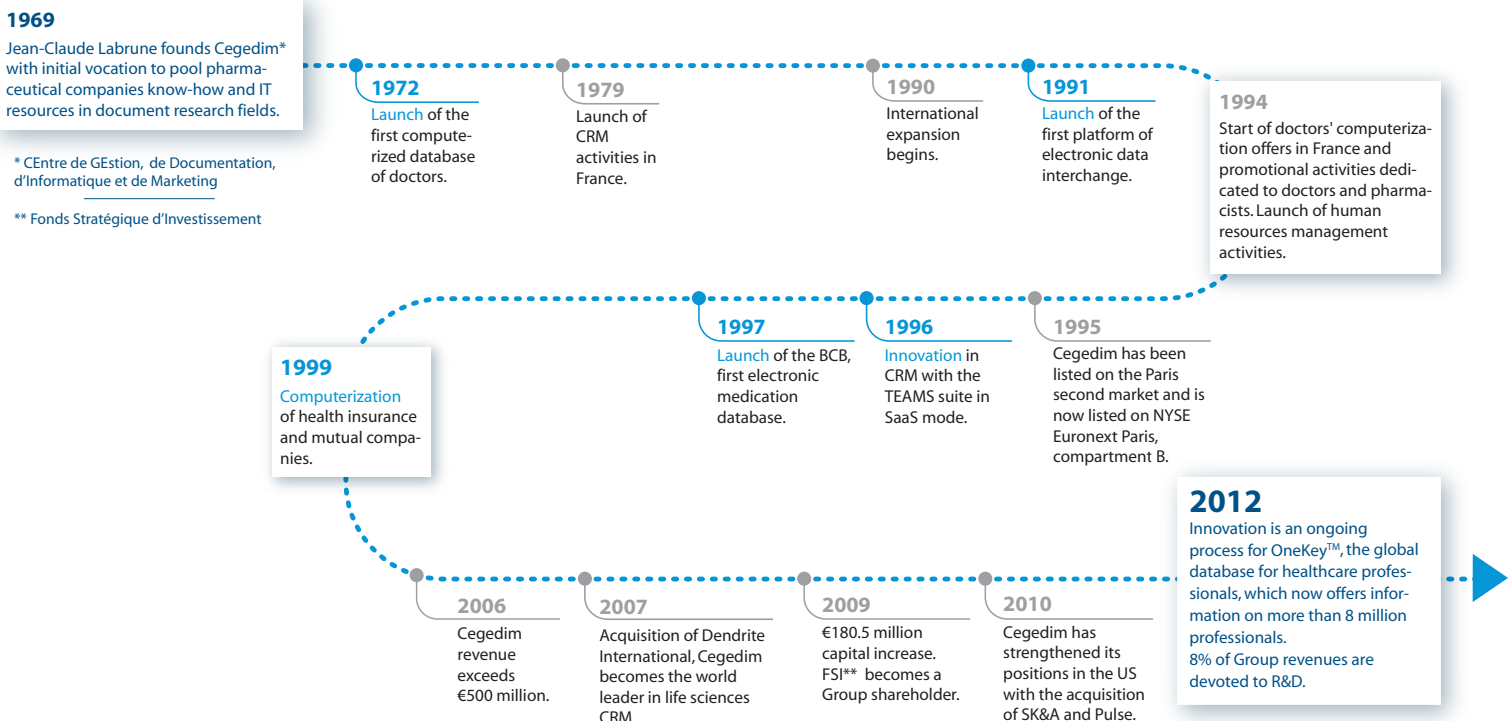 1969
Jean-Claude Labrune founds Cegedim*
with initial vocation to pool pharma-
ceutical companies know-how and IT
resources in document research fields.
* CEntre de GEstion, de Documentation,
d'Informatique et de Marketing
** Fonds Stratégique d'Investissement
1972
Launch of the
first compute-
rized database
of doctors.
1979
Launch of
CRM
activities in
France.
1990
International
expansion
begins.
1991
Launch of the
first platform of
electronic data
interchange.
1994
Start of doctors' computeriza-
tion offers in France and
promotional activities dedi-
cated to doctors and pharma-
cists. Launch of human
resources management
activities.
1995
Cegedim has been
listed on the Paris
second market and is
now listed on NYSE
Euronext Paris,
compartment B.
1996
Innovation in
CRM with the
TEAMS suite in
SaaS mode.
1997
Launch of the BCB,
first electronic
medication
database.
1999
Computerization
of health insurance
and mutual compa-
nies.
2006
Cegedim
revenue
exceeds
€500 million.
2007
Acquisition of Dendrite
International, Cegedim
becomes the world
leader in life sciences
CRM
2009
€180.5 million
capital increase.
FSI** becomes a
Group shareholder.
2010
Cegedim has
strengthened its
positions in the US
with the acquisition
of SK&A and Pulse.
2012
Innovation is an ongoing
process for OneKey™, the global
database for healthcare profes-
sionals, which now offers infor-
mation on more than 8 million
professionals.
8% of Group revenues are
devoted to R&D.